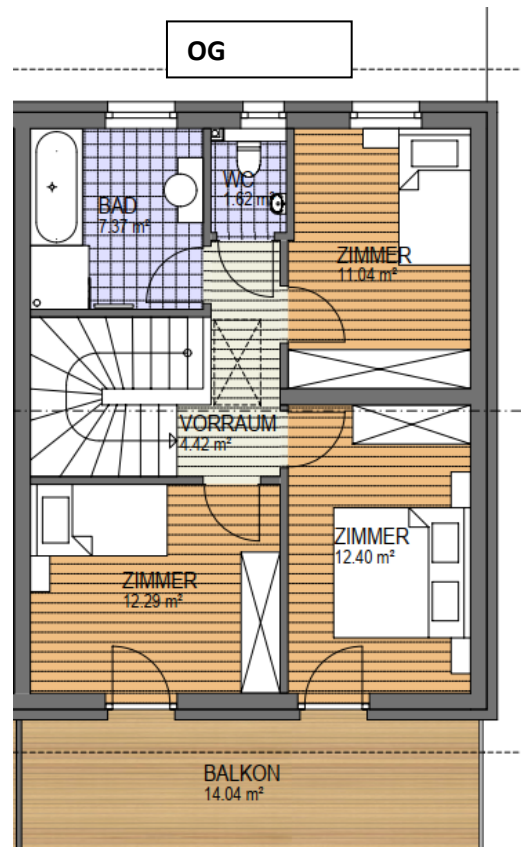 OG
BAD
7.37 m²
WC
1.62 m²
ZIMMER
11.04 m²
VORRAUM
4.42 m²
ZIMMER
12.40 m²
ZIMMER
12.29 m²
BALKON
14.04 m²